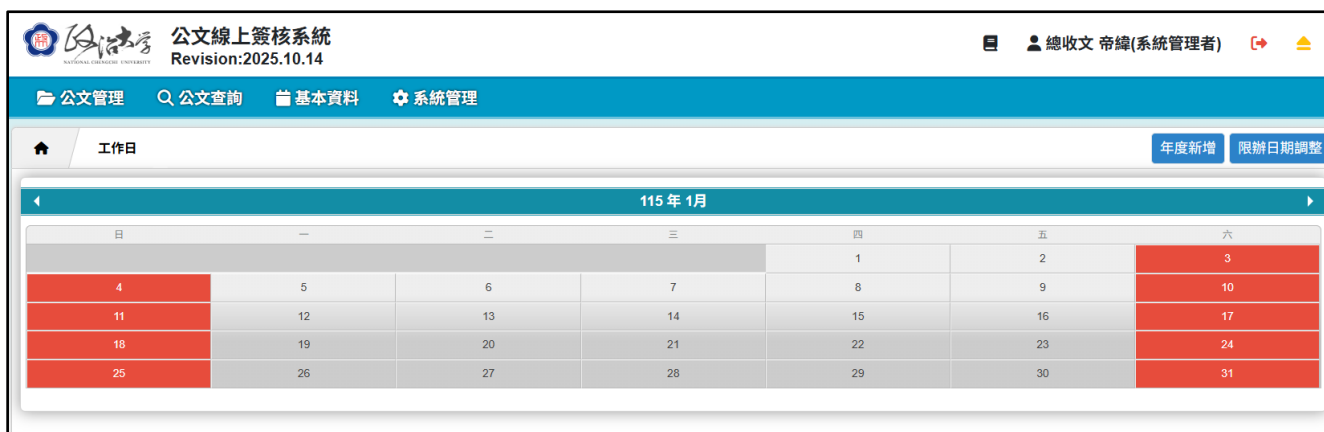 政治大學
NATIONAL CHENGCHI UNIVERSITY
公文線上簽核系統
Revision:2025.10.14
總收文 帝緯(系統管理者)
公文管理 公文查詢 基本資料 系統管理
工作日 年度新增 限辦日期調整
115 年 1月
日 一 二 三 四 五 六
1 2 3
4 5 6 7 8 9 10
11 12 13 14 15 16 17
18 19 20 21 22 23 24
25 26 27 28 29 30 31